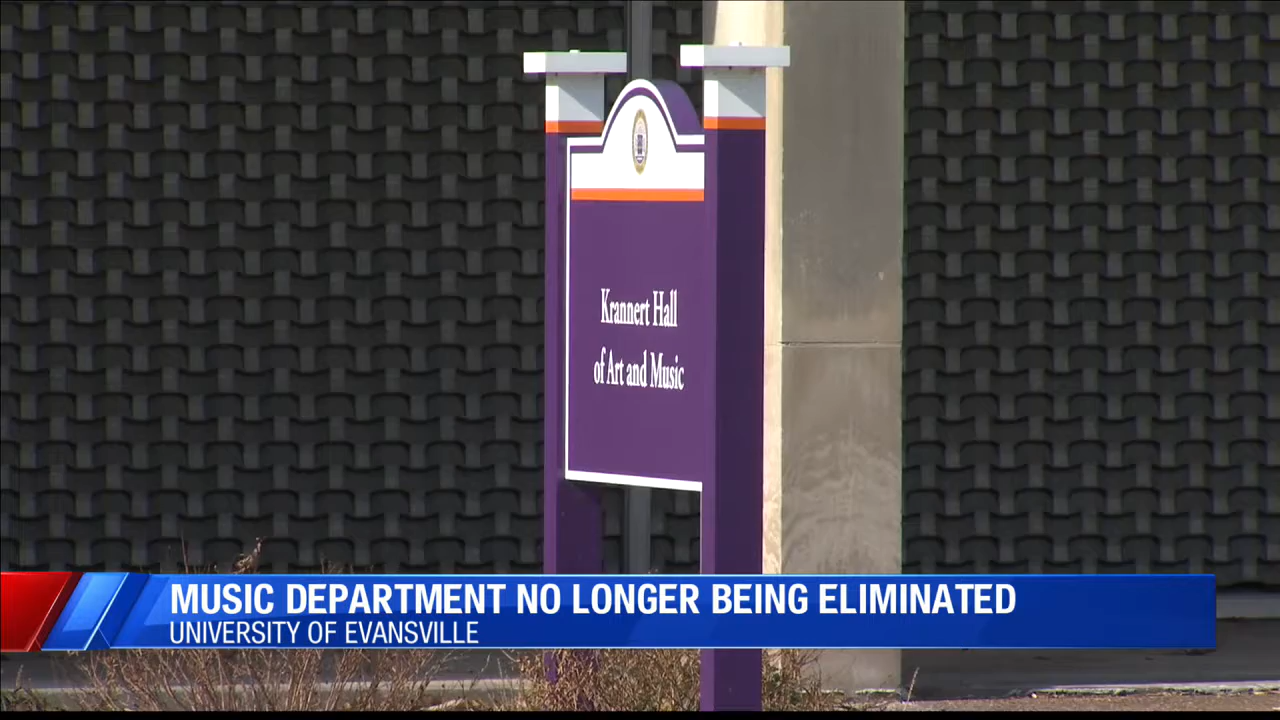 Krannert Hall
of Art and Music
MUSIC DEPARTMENT NO LONGER BEING ELIMINATED
UNIVERSITY OF EVANSVILLE